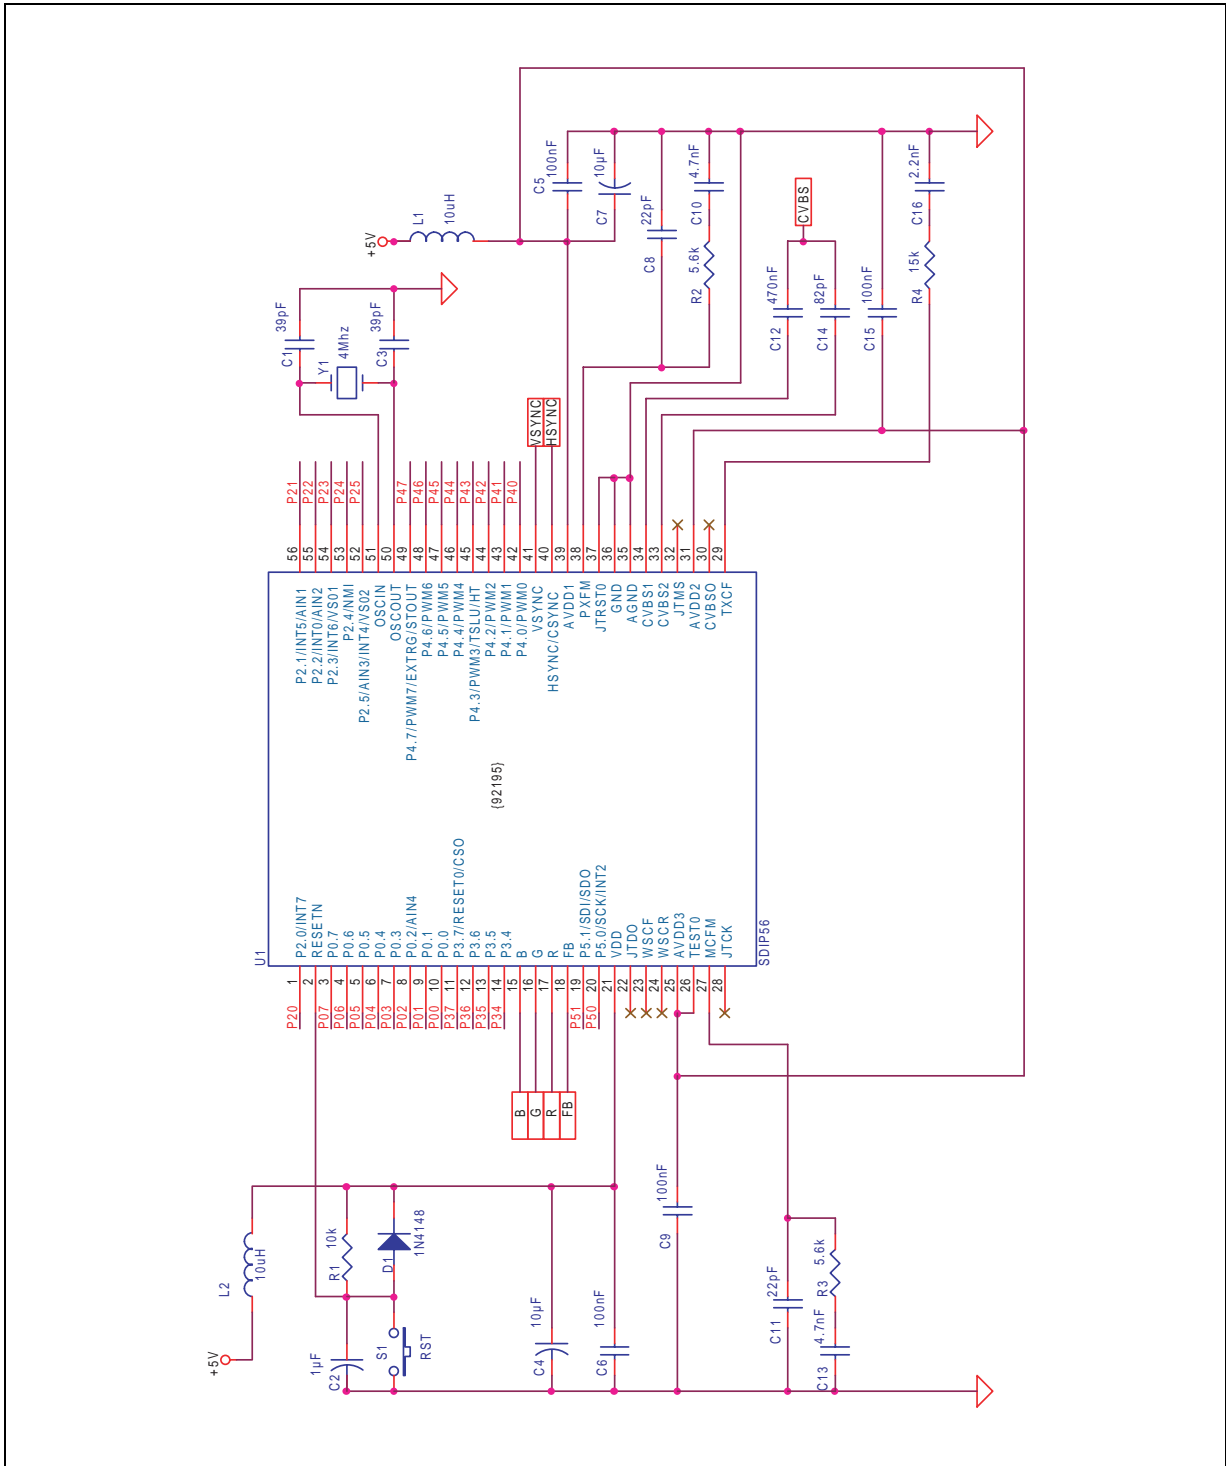 +5V
L1
10uH
C5
100nF
C7
10µF
C8
22pF
C10
4.7nF
R2
5.6k
CVBS
C12
470nF
C14
82pF
C15
100nF
C16
2.2nF
R4
15k
C1
39pF
Y1
4Mhz
C3
39pF
VSYNC
HSYNC
P21
P22
P23
P24
P25
P47
P46
P45
P44
P43
P42
P41
P40
56
55
54
53
52
51
50
49
48
47
46
45
44
43
42
41
40
39
38
37
36
35
34
33
32
31
30
29
P2.1/INT5/AIN1
P2.2/INT0/AIN2
P2.3/INT6/VS01
P2.4/NMI
P2.5/AIN3/INT4/VS02
OSCIN
OSCOUT
P4.7/PWM7/EXTRG/STOUT
P4.6/PWM6
P4.5/PWM5
P4.4/PWM4
P4.3/PWM3/TSLU/HT
P4.2/PWM2
P4.1/PWM1
P4.0/PWM0
VSYNC
HSYNC/CSYNC
AVDD1
PXFM
JTRST0
GND
AGND
CVBS1
CVBS2
JTMS
AVDD2
CVBSO
TXCF
{92195}
U1
SDIP56
P2.0/INT7
RESETN
P0.7
P0.6
P0.5
P0.4
P0.3
P0.2/AIN4
P0.1
P0.0
P3.7/RESET0/CSO
P3.6
P3.5
P3.4
B
G
R
FB
P5.1/SDI/SDO
P5.0/SCK/INT2
VDD
JTDO
WSCF
WSCR
AVDD3
TEST0
MCFM
JTCK
1
2
3
4
5
6
7
8
9
10
11
12
13
14
15
16
17
18
19
20
21
22
23
24
25
26
27
28
P20
P07
P06
P05
P04
P03
P02
P01
P00
P37
P36
P35
P34
P51
P50
B
G
R
FB
+5V
L2
10uH
R1
10k
D1
1N4148
C2
1µF
S1
RST
C4
10µF
C6
100nF
C9
100nF
C11
22pF
R3
5.6k
C13
4.7nF